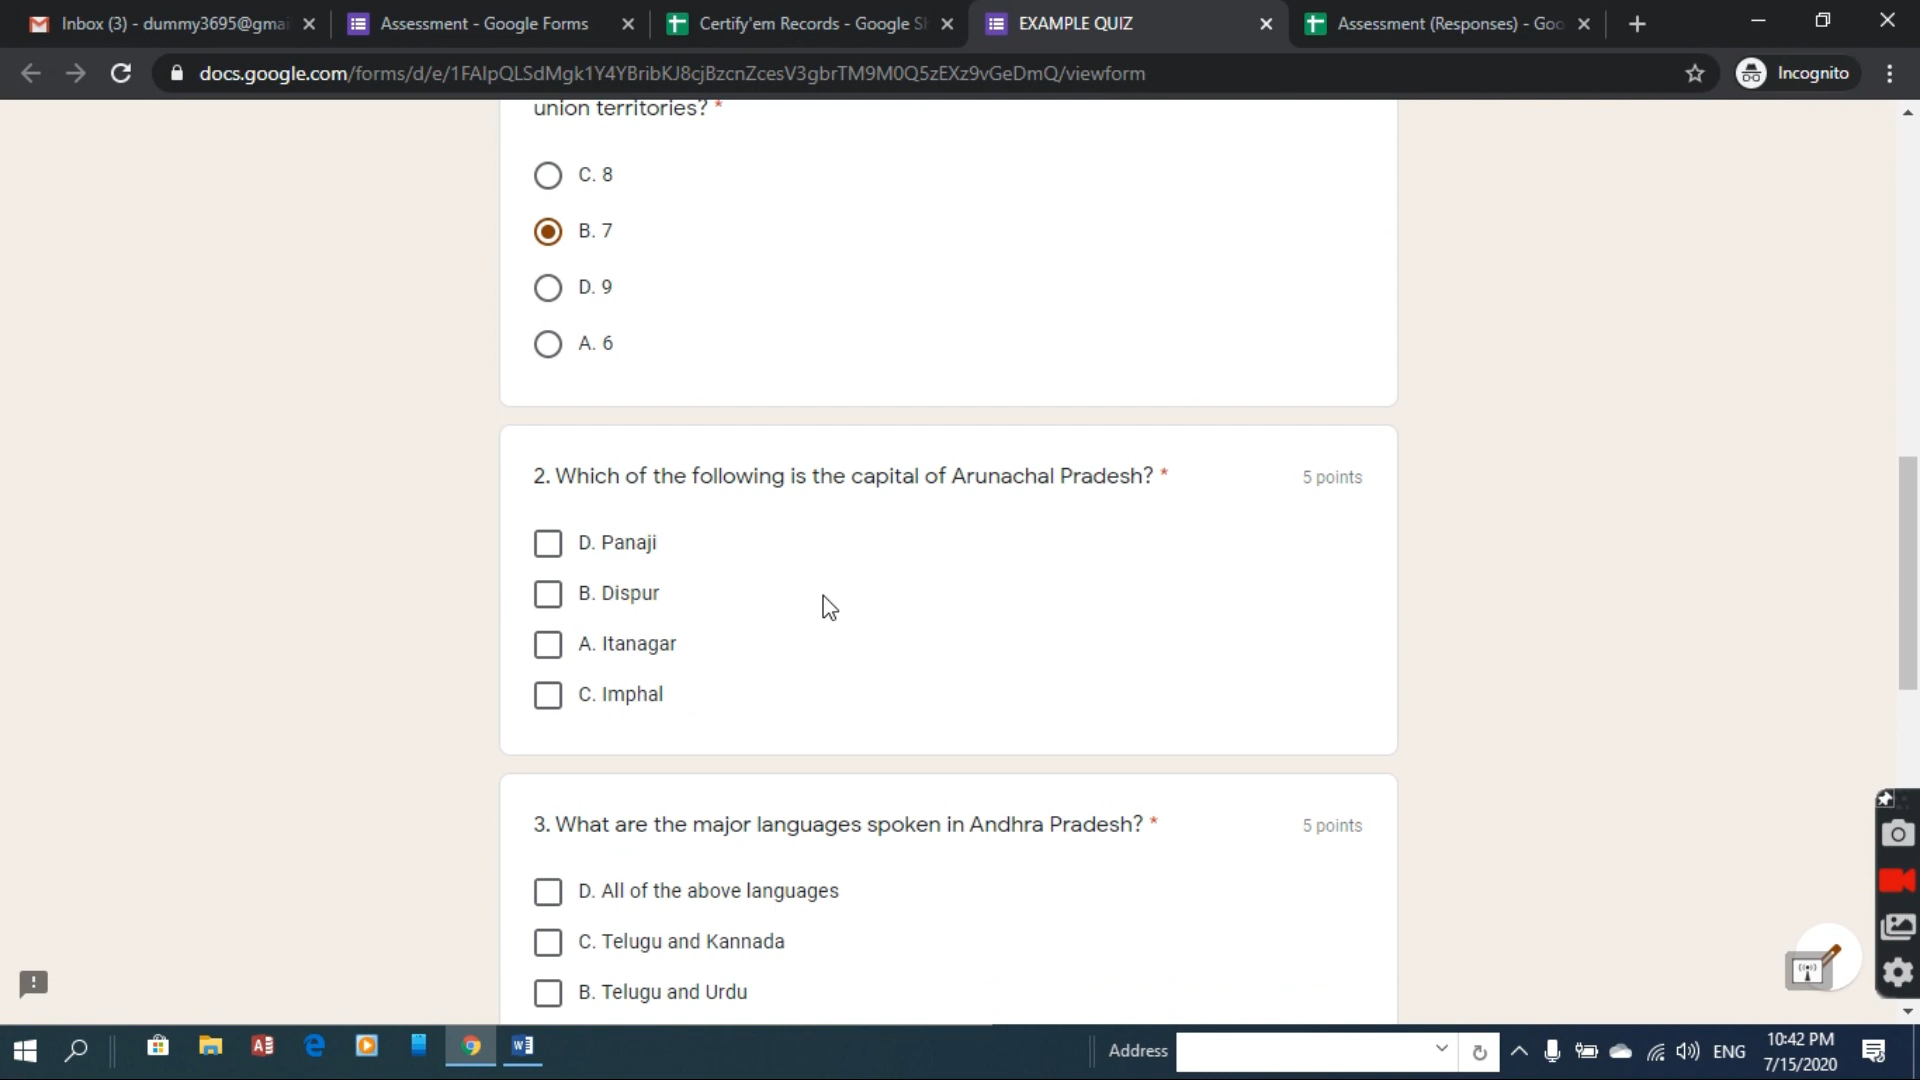 Inbox (3) - dummy3695@gmai
Assessment - Google Forms
Certify'em Records - Google Sh
EXAMPLE QUIZ
Assessment (Responses) - Goo
docs.google.com/forms/d/e/1FAIpQLSdMgk1Y4YBribKJ8cjBzcnZcesV3gbrTM9M0Q5zEXz9vGeDmQ/viewform
Incognito
union territories? *
C. 8
B. 7
D. 9
A. 6
2. Which of the following is the capital of Arunachal Pradesh? *
5 points
D. Panaji
B. Dispur
A. Itanagar
C. Imphal
3. What are the major languages spoken in Andhra Pradesh? *
5 points
D. All of the above languages
C. Telugu and Kannada
B. Telugu and Urdu
Address
ENG
10:42 PM
7/15/2020